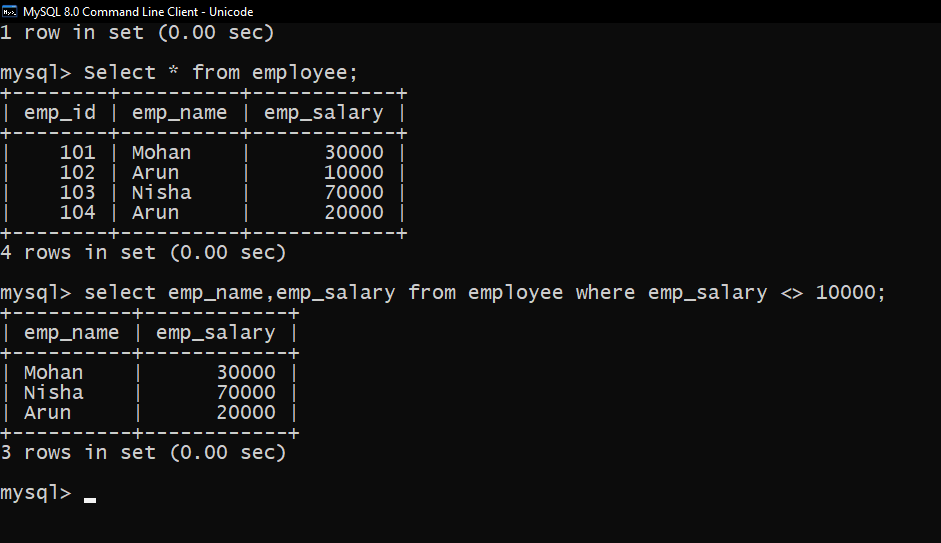 MySQL 8.0 Command Line Client - Unicode
1 row in set (0.00 sec)
mysql> Select * from employee;
+--------+----------+------------+
| emp_id | emp_name | emp_salary |
+--------+----------+------------+
|    101 | Mohan    |      30000 |
|    102 | Arun     |      10000 |
|    103 | Nisha    |      70000 |
|    104 | Arun     |      20000 |
+--------+----------+------------+
4 rows in set (0.00 sec)
mysql> select emp_name,emp_salary from employee where emp_salary <> 10000;
+----------+------------+
| emp_name | emp_salary |
+----------+------------+
| Mohan    |      30000 |
| Nisha    |      70000 |
| Arun     |      20000 |
+----------+------------+
3 rows in set (0.00 sec)
mysql>